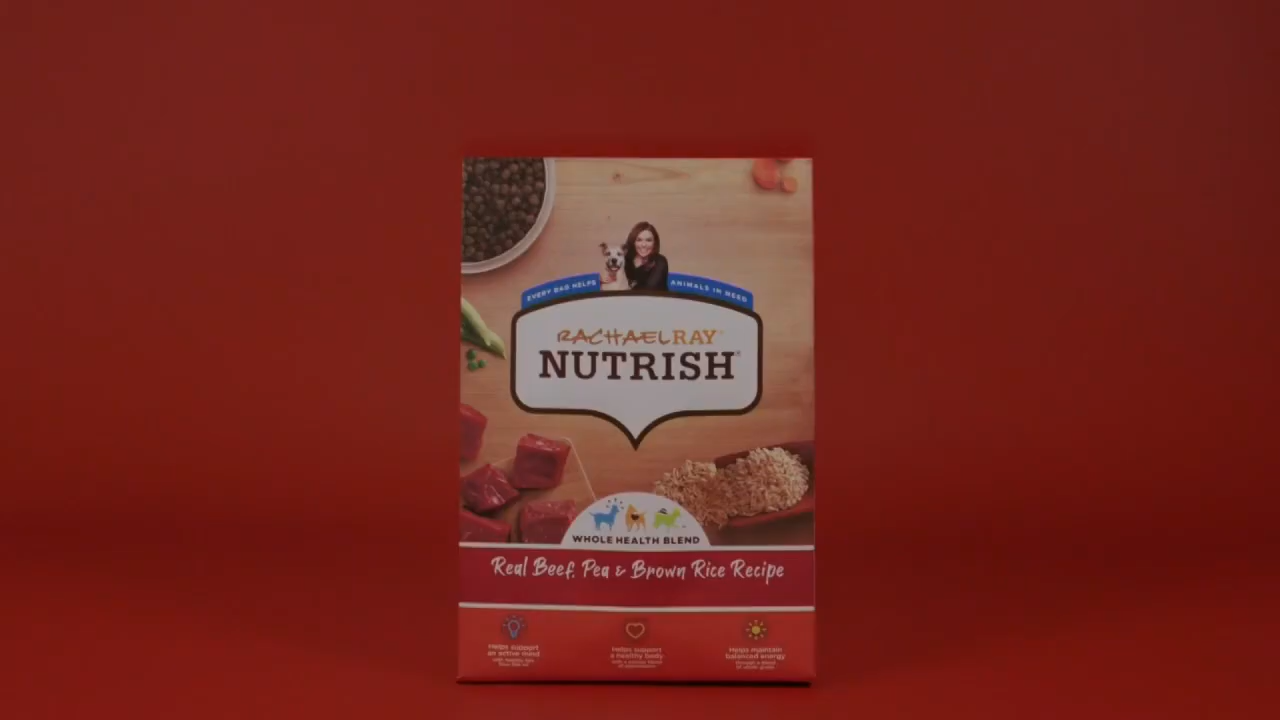 EVERY BAG HELPS ANIMALS IN NEED
RACHAEL RAY®
NUTRISH®
WHOLE HEALTH BLEND
Real Beef, Pea & Brown Rice Recipe
Helps support
an active mind
Helps support
a healthy body
Helps maintain
balanced energy